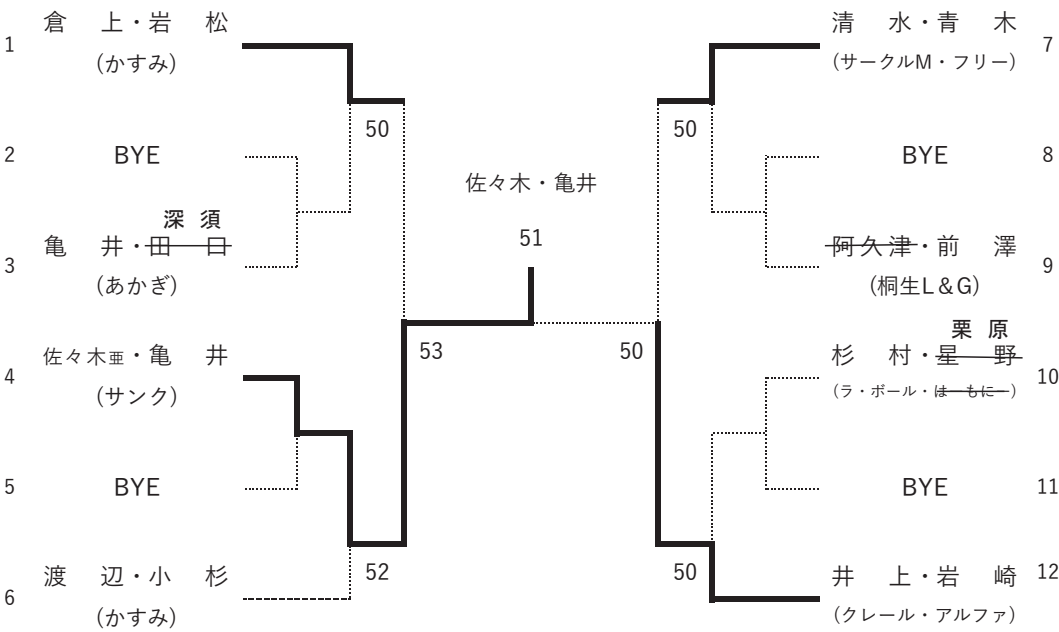 倉 上・岩 松
1
(かすみ)
50
2
BYE
深 須
亀 井・田 口
3
(あかぎ)
佐々木亜・亀 井
4
(サンク)
53
5
BYE
渡 辺・小 杉
52
6
(かすみ)
佐々木・亀井
51
清 水・青 木
7
(サークルM・フリー)
50
BYE
8
阿久津・前 澤
9
(桐生L＆G)
栗 原
杉 村・星 野
50
10
(ラ・ボール・はーもにー)
BYE
11
井 上・岩 崎
12
50
(クレール・アルファ)